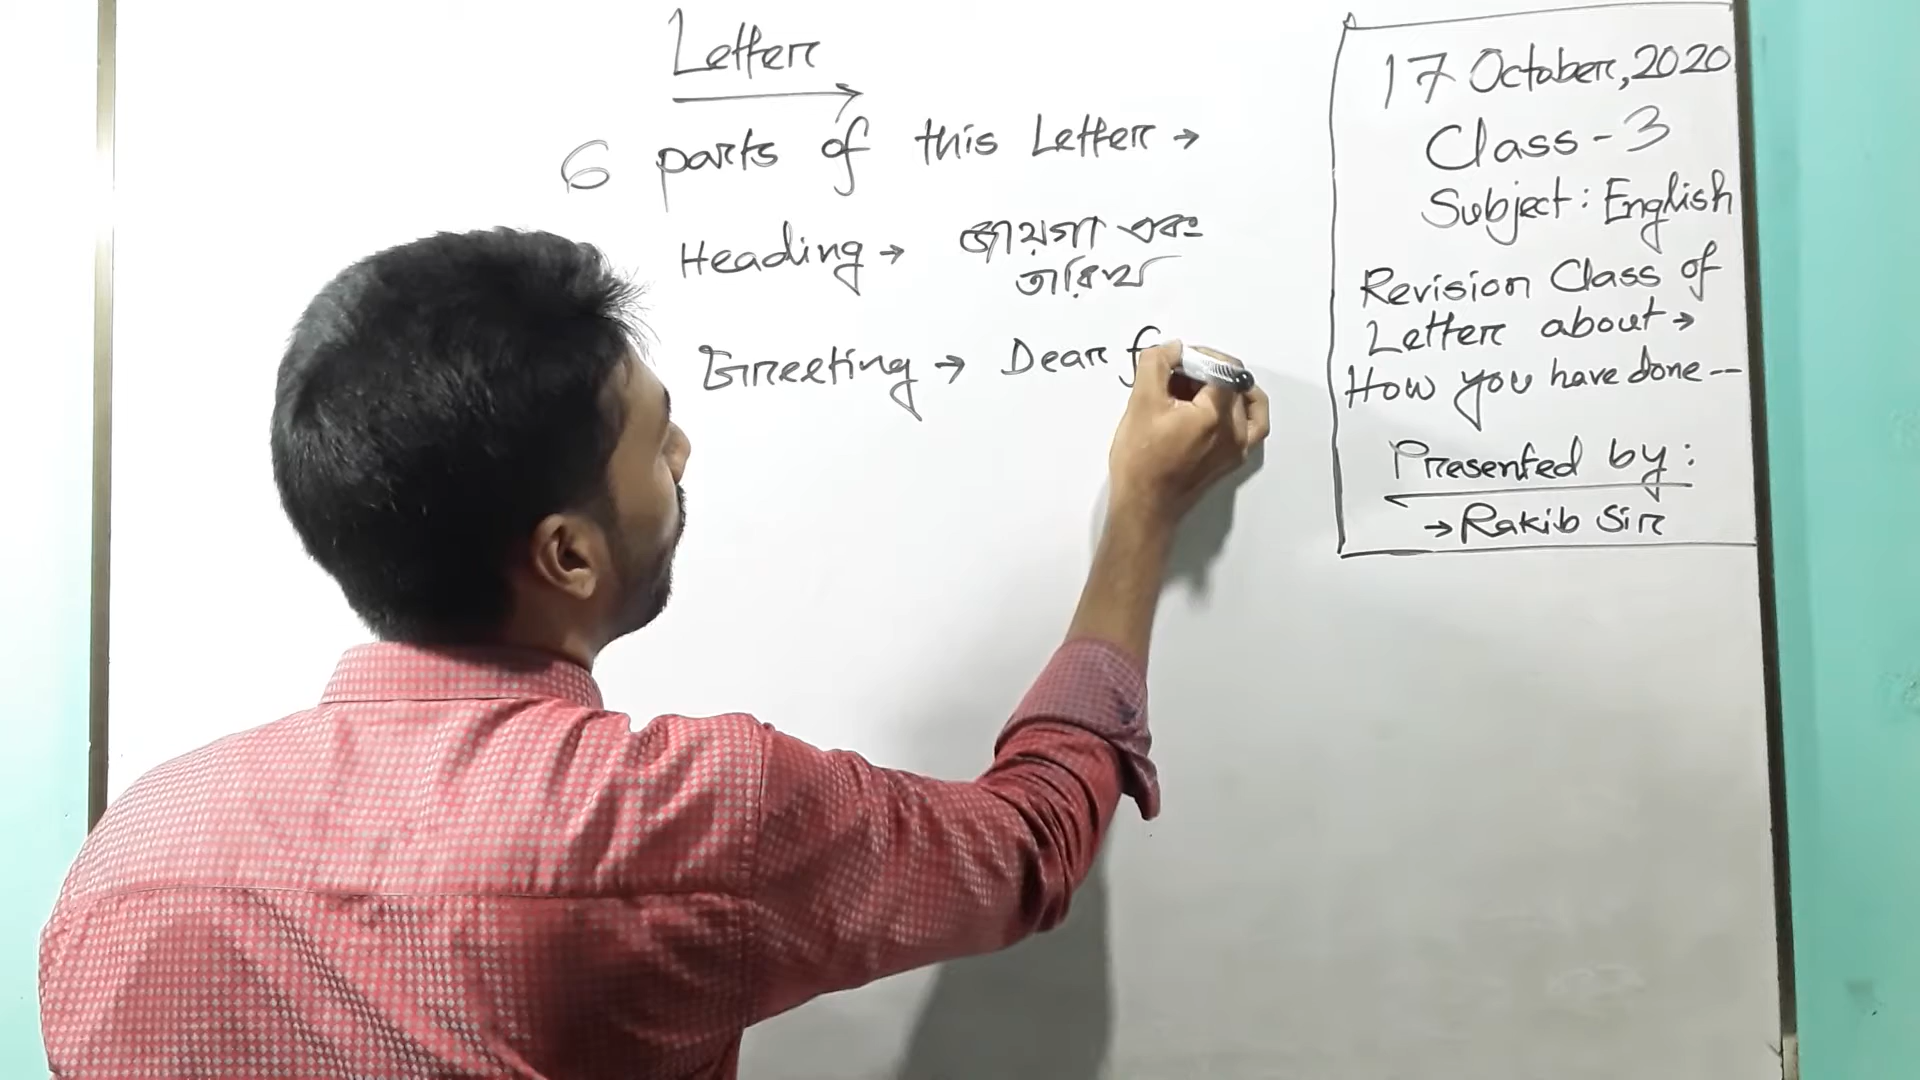 Letter
6 parts of this Letter →
Heading → জায়গা এবং
তারিখ
Greeting → Dear f
17 October, 2020
Class - 3
Subject: English
Revision Class of
Letter about →
How you have done --
Presented by:
→ Rakib Sir